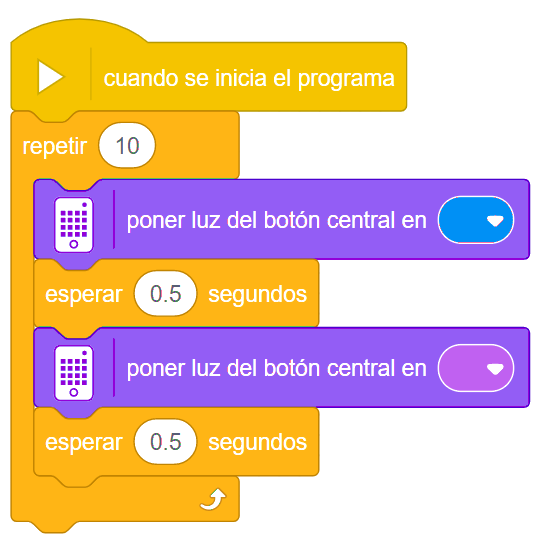 cuando se inicia el programa
repetir 10
poner luz del botón central en
esperar 0.5 segundos
poner luz del botón central en
esperar 0.5 segundos